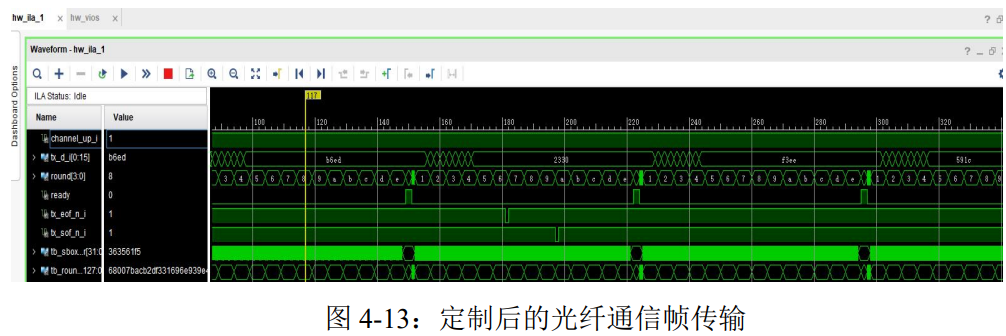 hw_ila_1 × hw_vios × ?
Dashboard Options
Waveform - hw_ila_1 ? _
ILA Status: Idle
Name Value
117
100 120 140 160 180 200 220 240 260 280 300 320
channel_up_i 1
tx_d_i[0:15] b6ed b6ed 2330 f3ee 591c
round[3:0] 8 3 4 5 6 7 8 9 a b c d e 1 2 3 4 5 6 7 8 9 a b c d e 1 2 3 4 5 6 7 8 9 a b c d e 1 2 3 4 5 6 7 8 9
ready 0
tx_eof_n_i 1
tx_sof_n_i 1
tb_sbox...r[31:0 363561f5
tb_roun...127:0 68007bacb2df331696e939e
图 4-13：定制后的光纤通信帧传输